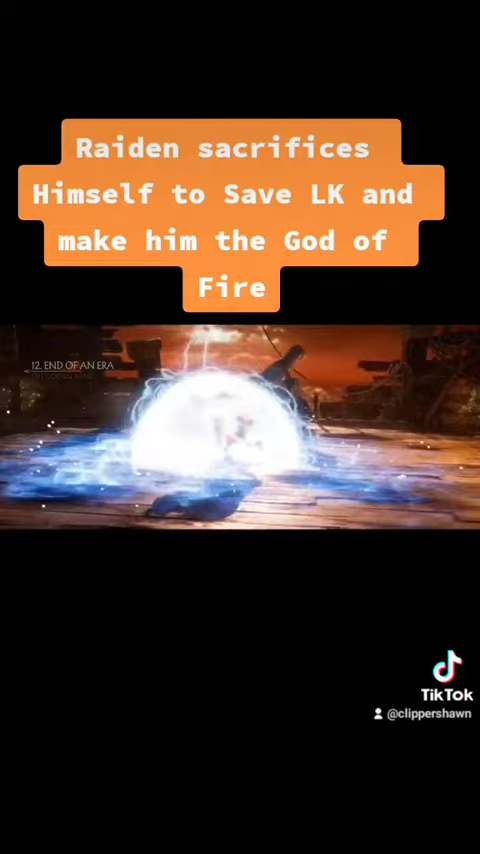 Raiden sacrifices
Himself to Save LK and
make him the God of
Fire
12. END OF AN ERA
TikTok
@clippershawn